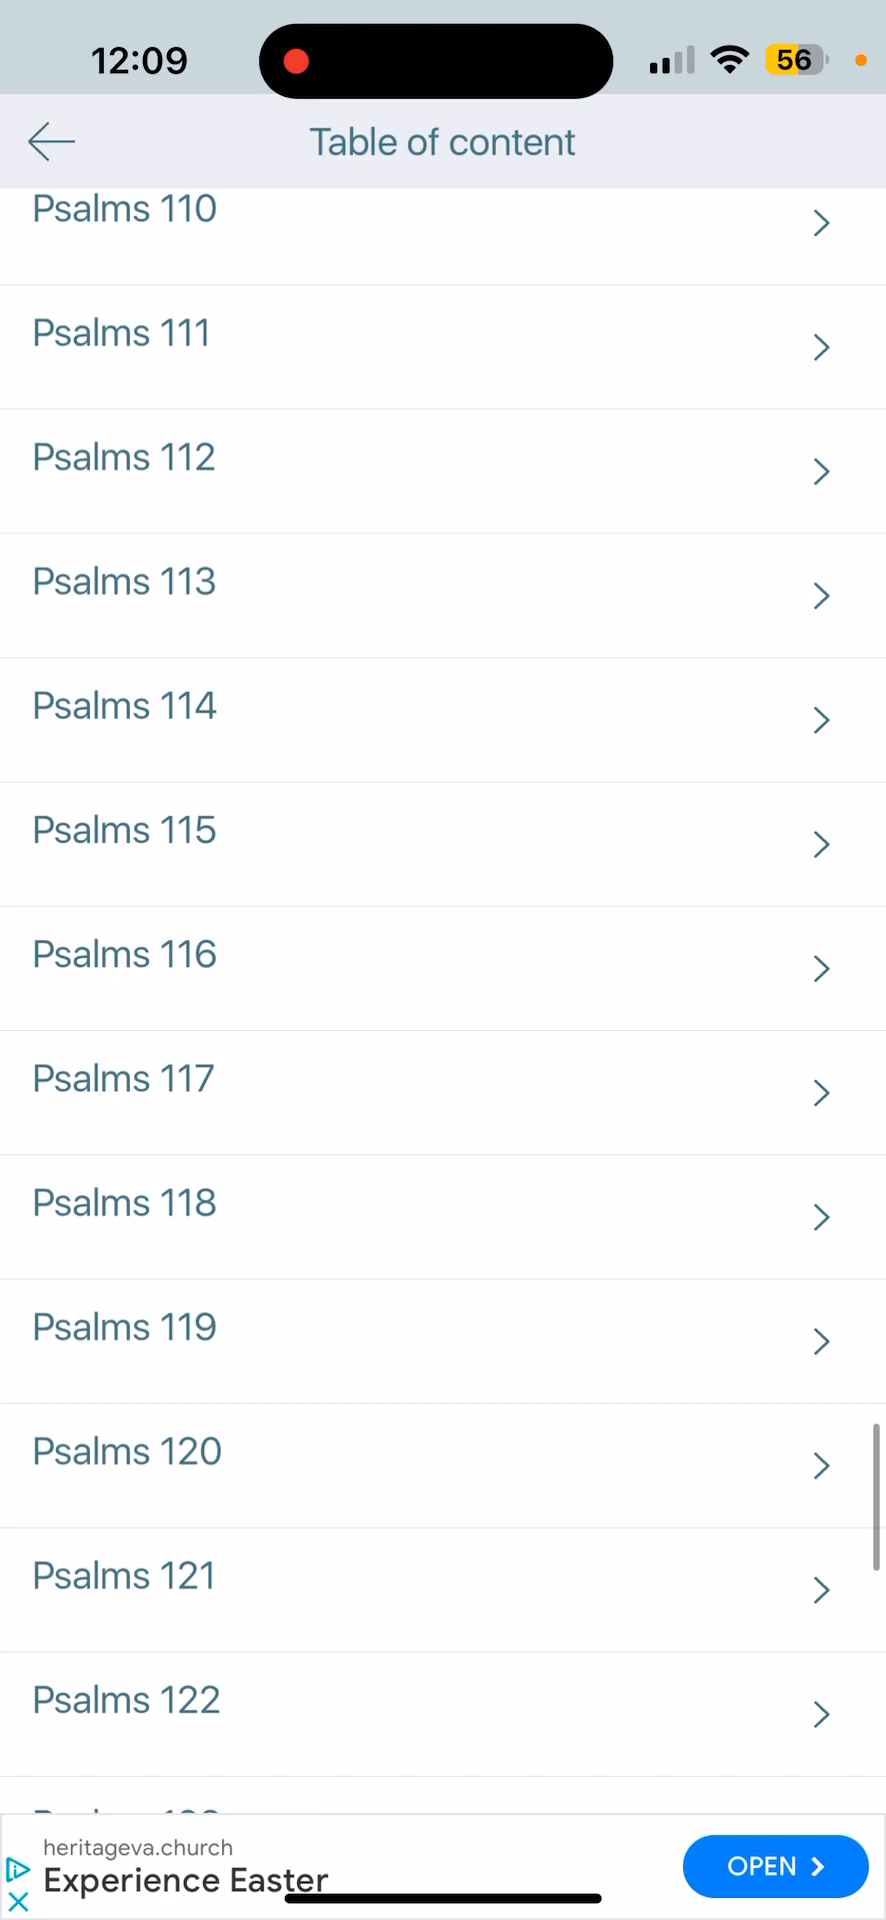 12:09
56
Table of content
Psalms 110
Psalms 111
Psalms 112
Psalms 113
Psalms 114
Psalms 115
Psalms 116
Psalms 117
Psalms 118
Psalms 119
Psalms 120
Psalms 121
Psalms 122
heritageva.church
Experience Easter
OPEN